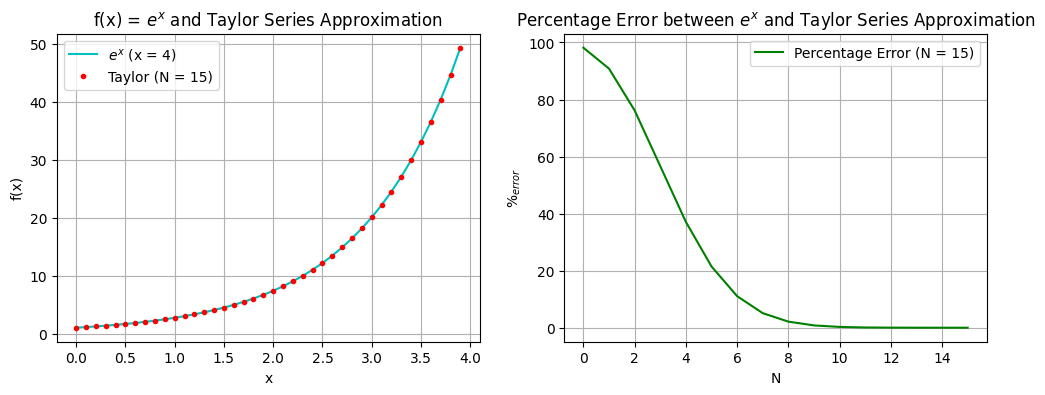 f(x) = e^x and Taylor Series Approximation
e^x (x = 4)
Taylor (N = 15)
f(x)
50
40
30
20
10
0
0.0 0.5 1.0 1.5 2.0 2.5 3.0 3.5 4.0
x
Percentage Error between e^x and Taylor Series Approximation
Percentage Error (N = 15)
%_error
100
80
60
40
20
0
0 2 4 6 8 10 12 14
N